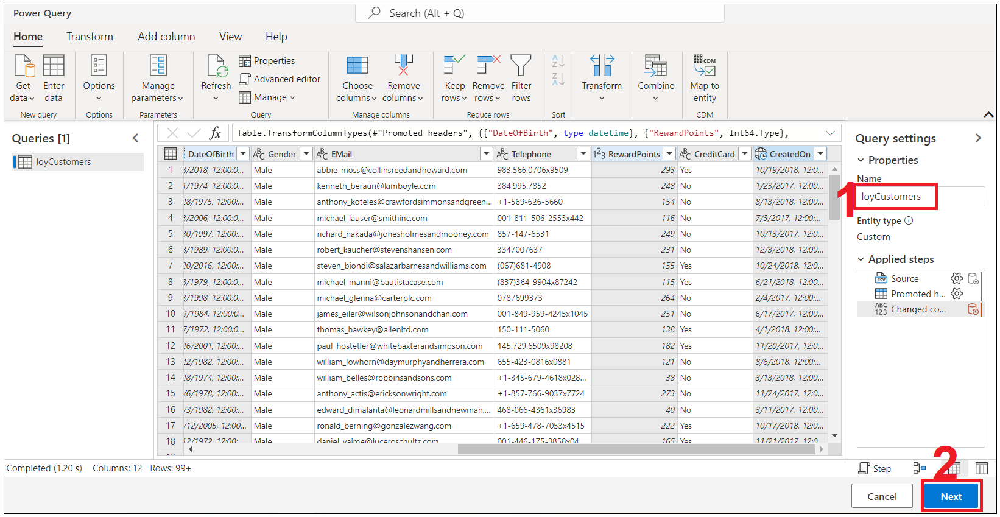 Power Query
Search (Alt + Q)
Home Transform Add column View Help
Get data
Enter data
Options
Manage parameters
Refresh
Properties
Advanced editor
Manage
Choose columns
Remove columns
Keep rows
Remove rows
Filter rows
A Z
Z A
Transform
Combine
CDM
Map to entity
New query Options Parameters Query Manage columns Reduce rows Sort CDM
Queries [1]
loyCustomers
fx Table.TransformColumnTypes(#"Promoted headers", {{"DateOfBirth", type datetime}, {"RewardPoints", Int64.Type},
DateOfBirth ABC Gender ABC EMail ABC Telephone 123 RewardPoints ABC CreditCard CreatedOn
1 3/2018, 12:00:0... Male abbie_moss@collinsreedandhoward.com 983.566.0706x9509 293 Yes 10/19/2018, 12:0...
2 1/1974, 12:00:0... Male kenneth_beraun@kimboyle.com 384.995.7852 248 No 1/23/2017, 12:00:...
3 28/1975, 12:00:... Male anthony_koteles@crawfordsimmonsandgreen... +1-569-626-5660 154 No 8/13/2018, 12:00:...
4 3/2006, 12:00:0... Male michael_lauser@smithinc.com 001-811-506-2553x442 116 No 7/3/2017, 12:00:...
5 30/1997, 12:00:... Male richard_nakada@jonesholmesandmooney.com 857-147-6531 249 No 10/13/2017, 12:0...
6 3/1989, 12:00:0... Male robert_kaucher@stevenshansen.com 3347007637 231 No 12/3/2018, 12:00:...
7 20/2016, 12:00:... Male steven_biondi@salazarbarnesandwilliams.com (067)681-4908 155 Yes 10/24/2018, 12:0...
8 3/1979, 12:00:0... Male michael_manni@bautistacase.com (837)364-9904x87242 115 Yes 6/21/2018, 12:00:...
9 3/1998, 12:00:0... Male michael_glenna@carterplc.com 0787699373 264 No 2/4/2017, 12:00:...
10 9/1984, 12:00:0... Male james_eiler@wilsonjohnsonandchan.com 001-849-959-4245x1045 251 No 6/17/2017, 12:00:...
11 7/1972, 12:00:0... Male thomas_hawkey@allenltd.com 150-111-5060 138 Yes 4/1/2018, 12:00:...
12 26/2001, 12:00:... Male paul_hostetler@whitebaxterandsimpson.com 145.729.6509x98208 182 Yes 11/20/2017, 12:0...
13 22/1982, 12:00:... Male william_lowhorn@daymurphyandherrera.com 655-423-0816x0881 121 No 8/6/2018, 12:00:...
14 28/1974, 12:00:... Male william_belles@robbinsandsons.com +1-345-679-4618x028... 38 No 3/13/2018, 12:00:...
15 /6/1978, 12:00:... Male anthony_actis@ericksonwright.com +1-857-766-9037x7724 273 No 11/24/2017, 12:0...
16 /3/1982, 12:00:... Male edward_dimalanta@leonardmillsandnewman.... 468-066-4361x36983 40 No 3/11/2017, 12:00:...
17 /12/2005, 12:00... Male ronald_berning@gonzalezwang.com +1-659-478-7053x4515 222 Yes 10/17/2018, 12:0...
18 12/1972, 12:00:... Male daniel_yalme@luceroschultz.com 001-446-175-3858x04... 165 Yes 11/21/2017, 12:0...
Query settings
Properties
Name
1
loyCustomers
Entity type
Custom
Applied steps
CSV Source
Promoted h...
ABC 123 Changed co...
Completed (1.20 s) Columns: 12 Rows: 99+
Step
2
Cancel Next